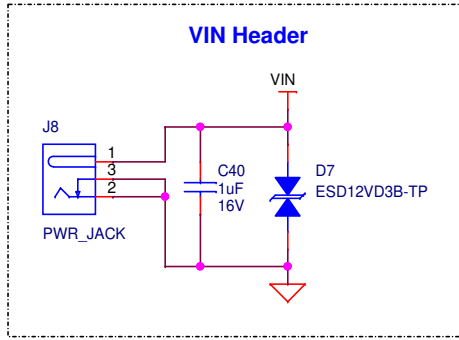 VIN Header
VIN
J8
1
3
2
PWR_JACK
C40
1uF
16V
D7
ESD12VD3B-TP